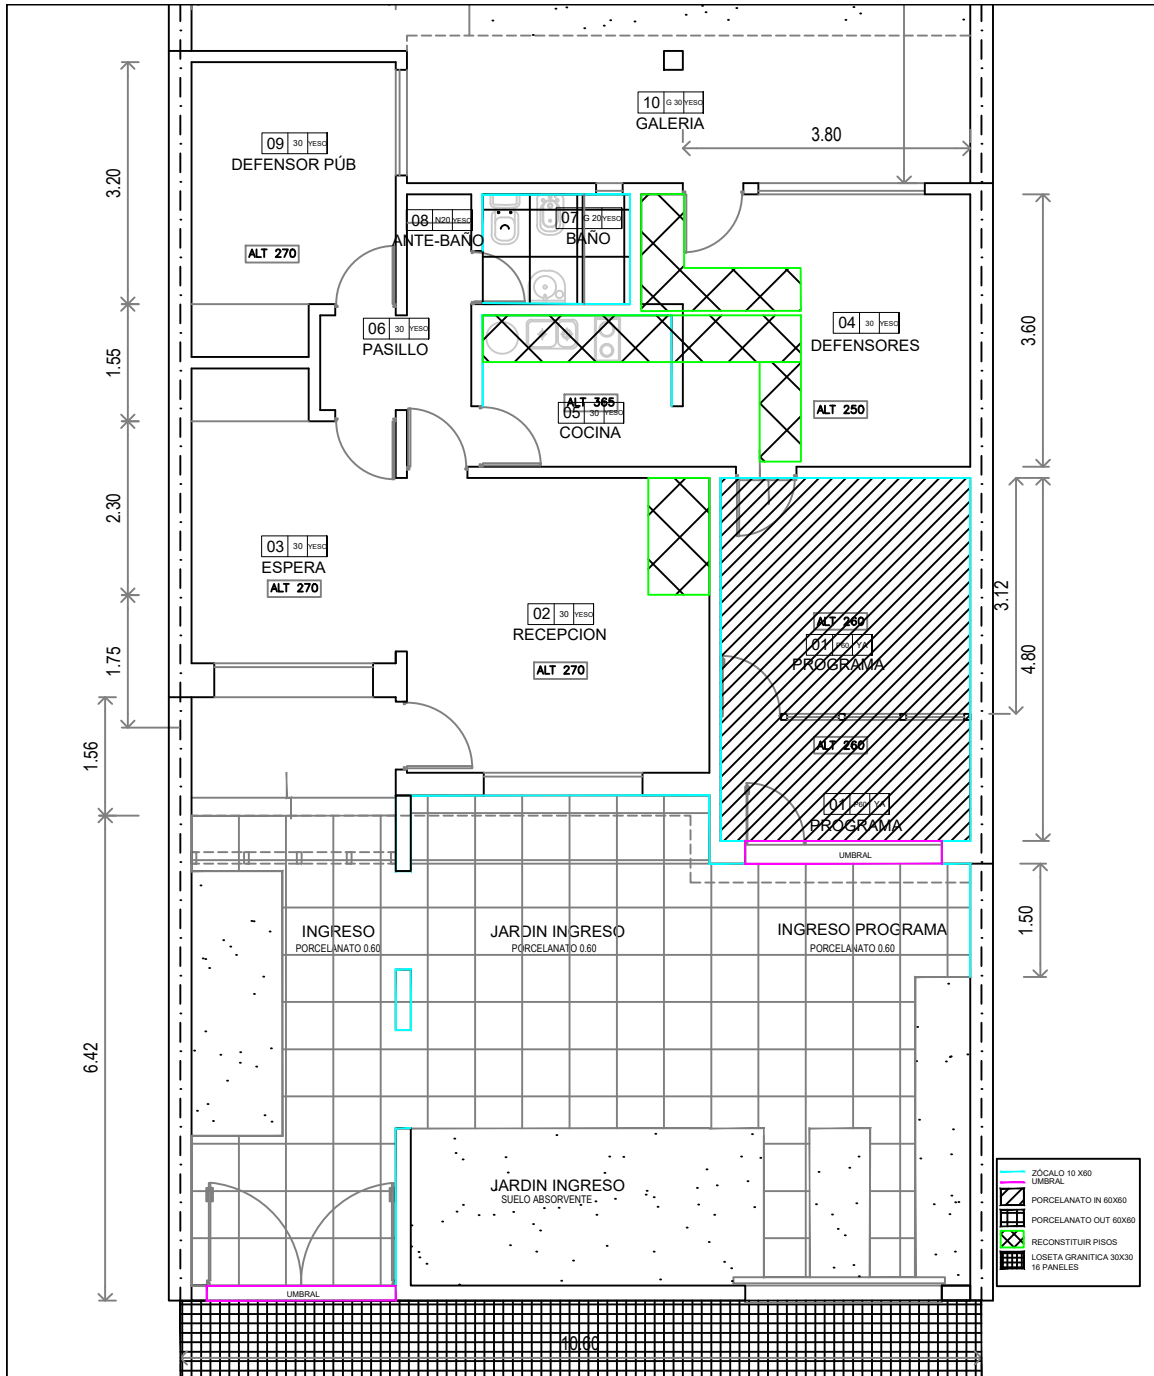 10 G 30 YESO
GALERIA
3.80
09 30 YESO
DEFENSOR PÚB
3.20
08 N20 YESO
ANTE-BAÑO
07 G 20 YESO
BAÑO
ALT 270
06 30 YESO
PASILLO
04 30 YESO
DEFENSORES
3.60
1.55
ALT 365
05 30 YESO
COCINA
ALT 250
2.30
03 30 YESO
ESPERA
ALT 270
3.12
02 30 YESO
RECEPCION
ALT 270
ALT 260
01 P60 YA
PROGRAMA
4.80
1.75
1.56
ALT 260
01 P60 YA
PROGRAMA
UMBRAL
INGRESO
PORCELANATO 0.60
JARDIN INGRESO
PORCELANATO 0.60
INGRESO PROGRAMA
PORCELANATO 0.60
1.50
6.42
JARDIN INGRESO
SUELO ABSORVENTE
ZÓCALO 10 X60
UMBRAL
PORCELANATO IN 60X60
PORCELANATO OUT 60X60
RECONSTITUIR PISOS
LOSETA GRANITICA 30X30
16 PANELES
UMBRAL
10.60